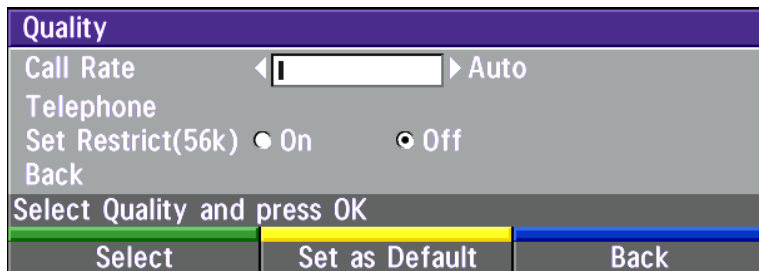 Quality
Call Rate Auto
Telephone
Set Restrict(56k) On Off
Back
Select Quality and press OK
Select Set as Default Back